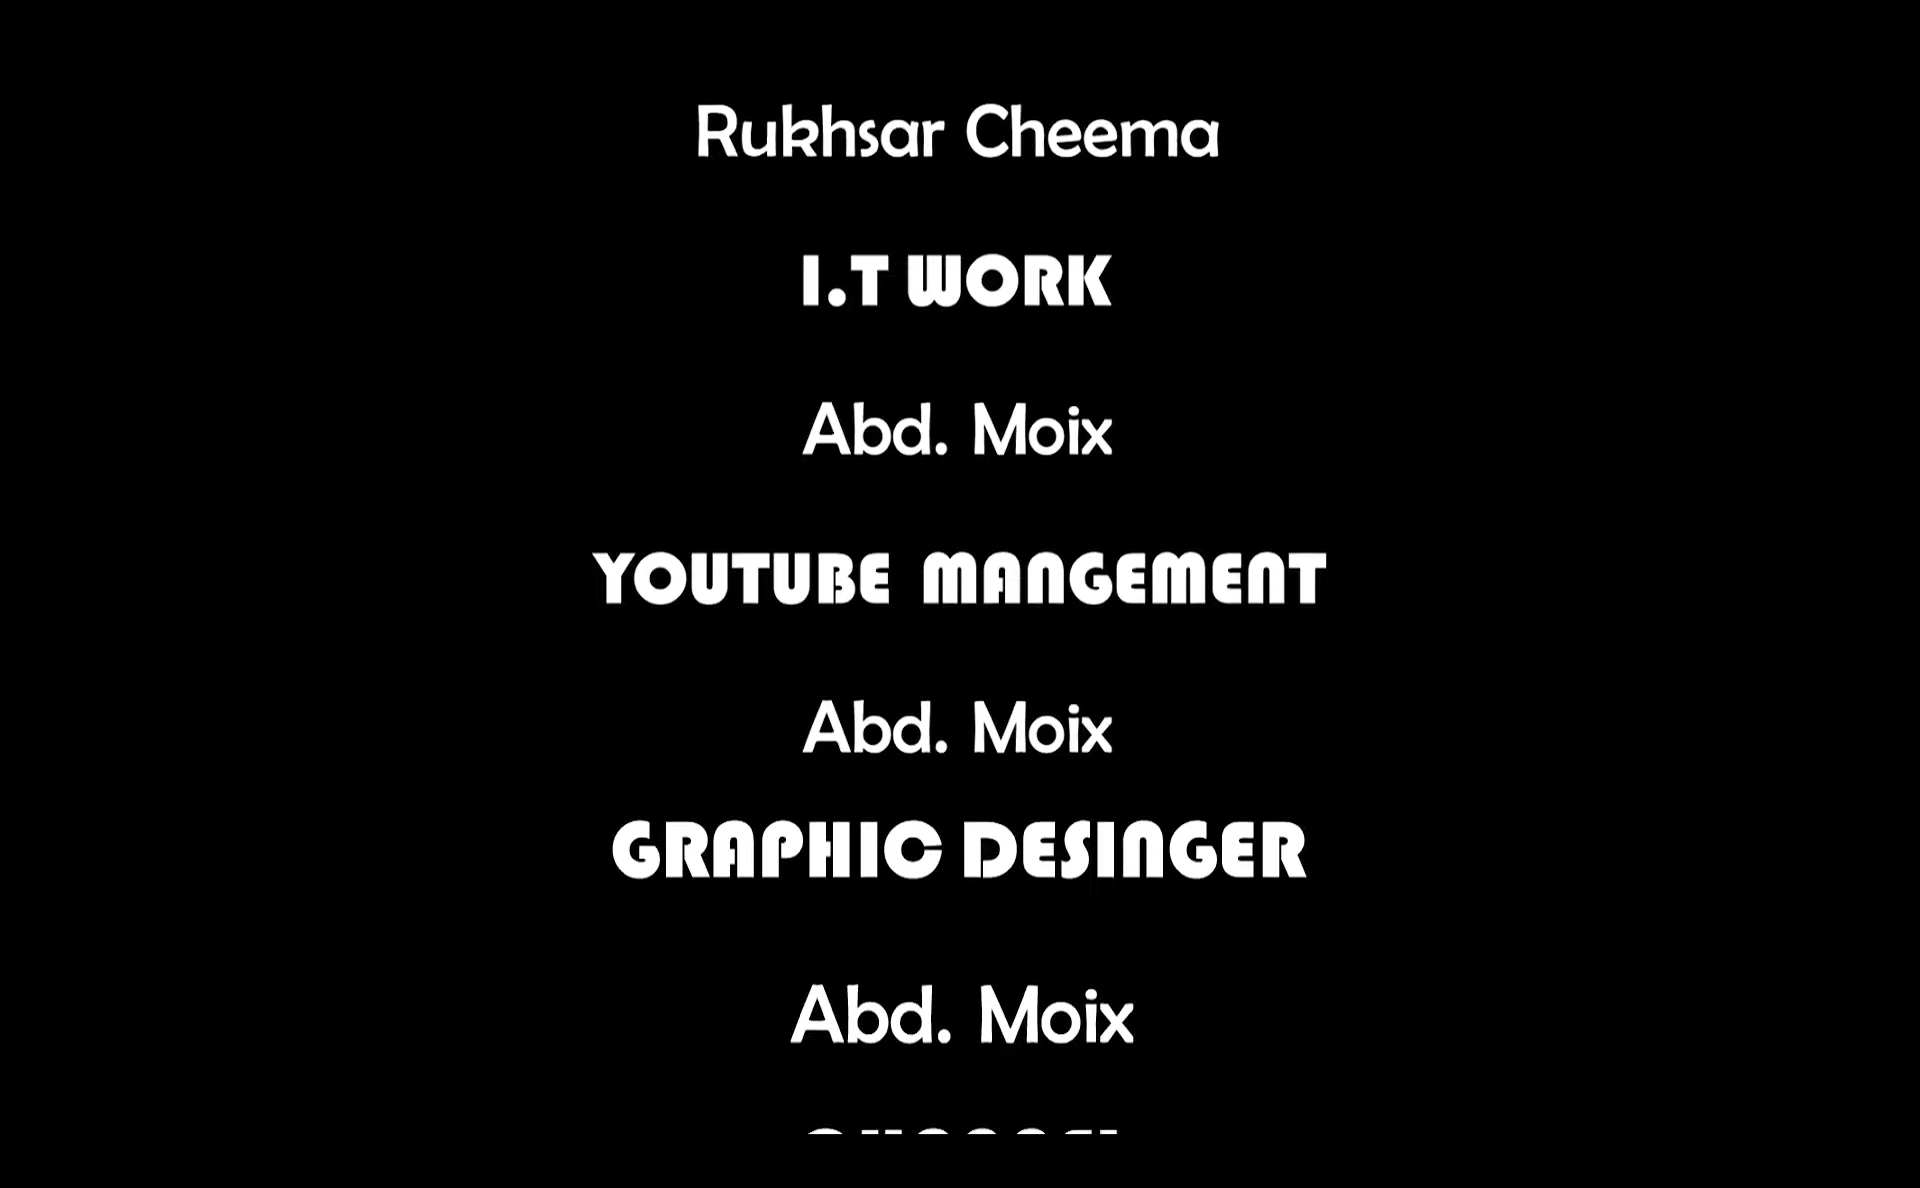 Rukhsar Cheema
I.T WORK
Abd. Moix
YOUTUBE MANGEMENT
Abd. Moix
GRAPHIC DESINGER
Abd. Moix